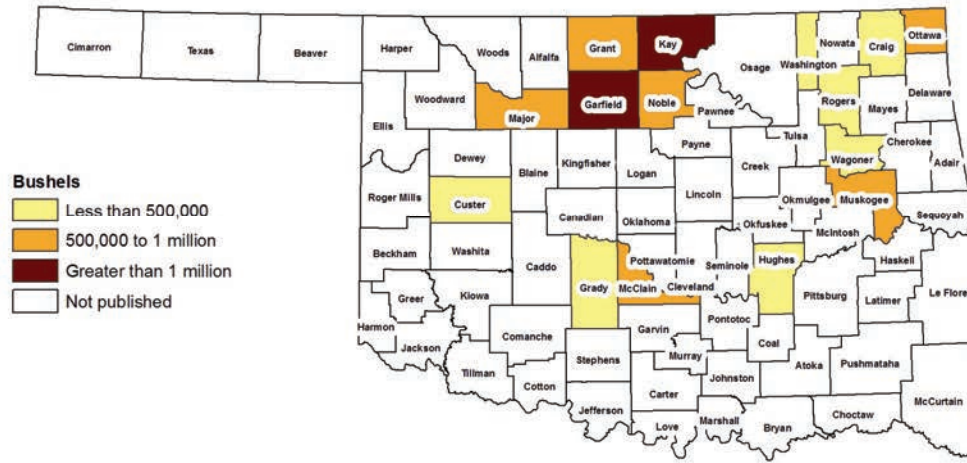 Cimarron
Texas
Beaver
Harper
Woods
Alfalfa
Grant
Kay
Osage
Washington
Nowata
Craig
Ottawa
Woodward
Major
Garfield
Noble
Pawnee
Rogers
Mayes
Delaware
Ellis
Dewey
Blaine
Kingfisher
Logan
Payne
Creek
Tulsa
Wagoner
Cherokee
Adair
Bushels
Less than 500,000
500,000 to 1 million
Greater than 1 million
Not published
Roger Mills
Custer
Canadian
Oklahoma
Lincoln
Okfuskee
Okmulgee
Muskogee
McIntosh
Sequoyah
Beckham
Washita
Caddo
Grady
McClain
Pottawatomie
Cleveland
Seminole
Hughes
Pittsburg
Haskell
Latimer
Le Flore
Greer
Kiowa
Harmon
Jackson
Comanche
Stephens
Garvin
Murray
Pontotoc
Coal
Atoka
Pushmataha
Tillman
Cotton
Jefferson
Carter
Love
Johnston
Marshall
Bryan
Choctaw
McCurtain